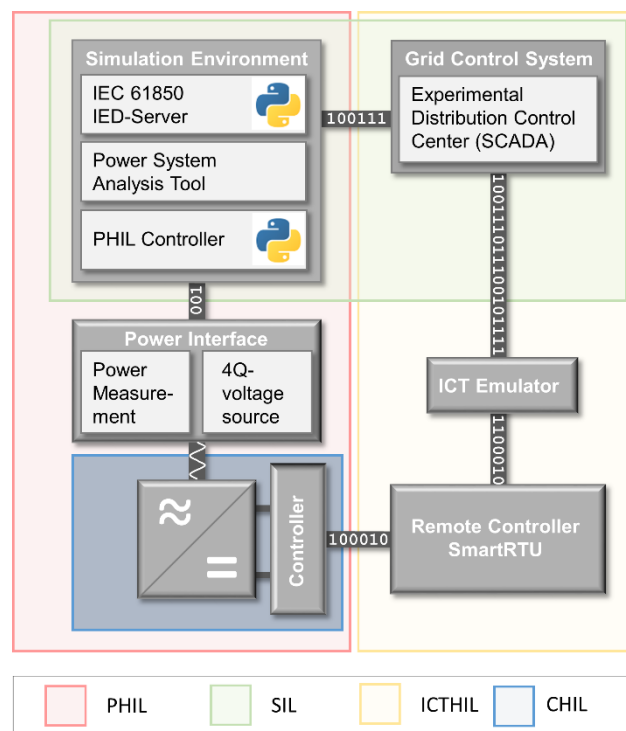 Simulation Environment
IEC 61850
IED-Server
Power System
Analysis Tool
PHIL Controller
100111
Grid Control System
Experimental
Distribution Control
Center (SCADA)
1001110111001011111
001
Power Interface
Power
Measure-
ment
4Q-
voltage
source
ICT Emulator
1100010
≈
=
Controller
100010
Remote Controller
SmartRTU
PHIL
SIL
ICTHIL
CHIL